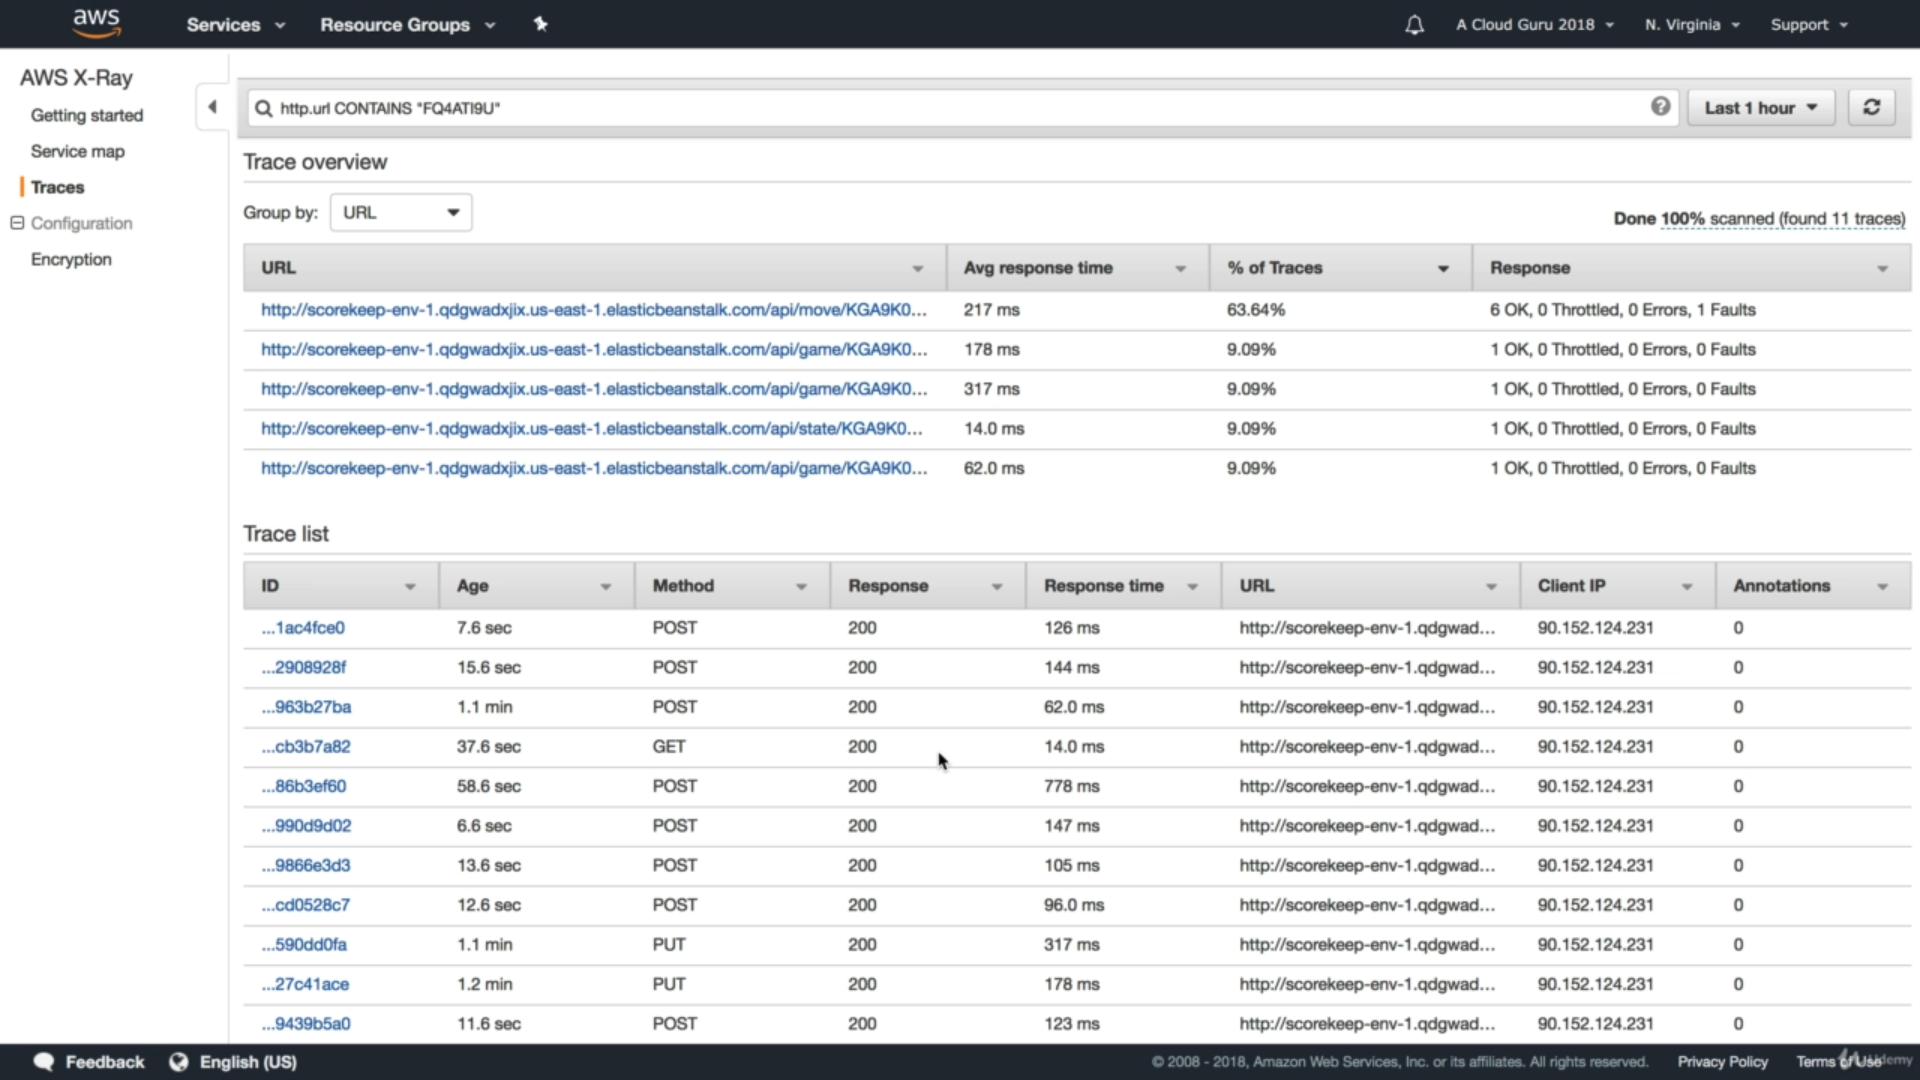 aws Services Resource Groups A Cloud Guru 2018 N. Virginia Support
AWS X-Ray
Getting started
Service map
Traces
Configuration
Encryption
http.url CONTAINS "FQ4ATI9U" Last 1 hour
Trace overview
Group by: URL
Done 100% scanned (found 11 traces)
URL Avg response time % of Traces Response
http://scorekeep-env-1.qdgwadxjix.us-east-1.elasticbeanstalk.com/api/move/KGA9K0... 217 ms 63.64% 6 OK, 0 Throttled, 0 Errors, 1 Faults
http://scorekeep-env-1.qdgwadxjix.us-east-1.elasticbeanstalk.com/api/game/KGA9K0... 178 ms 9.09% 1 OK, 0 Throttled, 0 Errors, 0 Faults
http://scorekeep-env-1.qdgwadxjix.us-east-1.elasticbeanstalk.com/api/game/KGA9K0... 317 ms 9.09% 1 OK, 0 Throttled, 0 Errors, 0 Faults
http://scorekeep-env-1.qdgwadxjix.us-east-1.elasticbeanstalk.com/api/state/KGA9K0... 14.0 ms 9.09% 1 OK, 0 Throttled, 0 Errors, 0 Faults
http://scorekeep-env-1.qdgwadxjix.us-east-1.elasticbeanstalk.com/api/game/KGA9K0... 62.0 ms 9.09% 1 OK, 0 Throttled, 0 Errors, 0 Faults
Trace list
ID Age Method Response Response time URL Client IP Annotations
...1ac4fce0 7.6 sec POST 200 126 ms http://scorekeep-env-1.qdgwad... 90.152.124.231 0
...2908928f 15.6 sec POST 200 144 ms http://scorekeep-env-1.qdgwad... 90.152.124.231 0
...963b27ba 1.1 min POST 200 62.0 ms http://scorekeep-env-1.qdgwad... 90.152.124.231 0
...cb3b7a82 37.6 sec GET 200 14.0 ms http://scorekeep-env-1.qdgwad... 90.152.124.231 0
...86b3ef60 58.6 sec POST 200 778 ms http://scorekeep-env-1.qdgwad... 90.152.124.231 0
...990d9d02 6.6 sec POST 200 147 ms http://scorekeep-env-1.qdgwad... 90.152.124.231 0
...9866e3d3 13.6 sec POST 200 105 ms http://scorekeep-env-1.qdgwad... 90.152.124.231 0
...cd0528c7 12.6 sec POST 200 96.0 ms http://scorekeep-env-1.qdgwad... 90.152.124.231 0
...590dd0fa 1.1 min PUT 200 317 ms http://scorekeep-env-1.qdgwad... 90.152.124.231 0
...27c41ace 1.2 min PUT 200 178 ms http://scorekeep-env-1.qdgwad... 90.152.124.231 0
...9439b5a0 11.6 sec POST 200 123 ms http://scorekeep-env-1.qdgwad... 90.152.124.231 0
Feedback English (US) © 2008 - 2018, Amazon Web Services, Inc. or its affiliates. All rights reserved. Privacy Policy Terms of Use